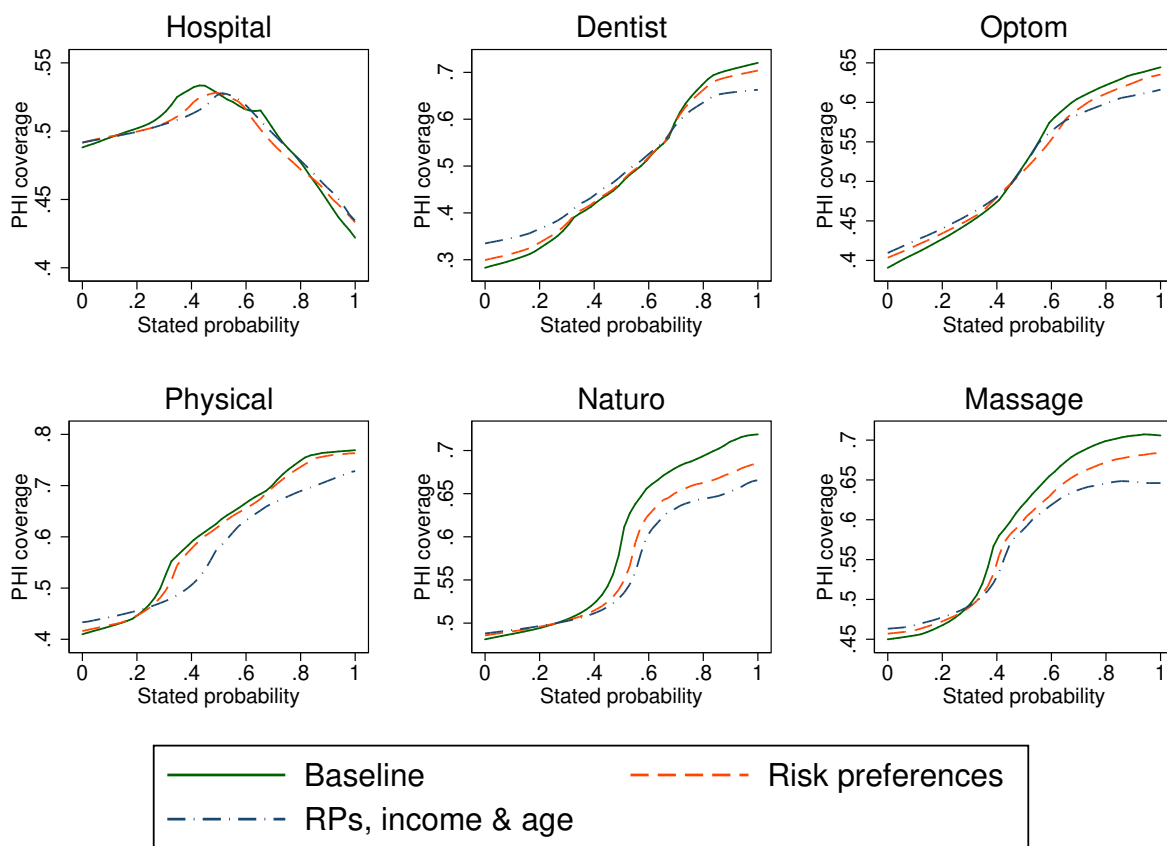 Hospital
PHI coverage
.55
.5
.45
.4
0 .2 .4 .6 .8 1
Stated probability
Dentist
PHI coverage
.7
.6
.5
.4
.3
0 .2 .4 .6 .8 1
Stated probability
Optom
PHI coverage
.65
.6
.55
.5
.45
.4
0 .2 .4 .6 .8 1
Stated probability
Physical
PHI coverage
.8
.7
.6
.5
.4
0 .2 .4 .6 .8 1
Stated probability
Naturo
PHI coverage
.7
.65
.6
.55
.5
0 .2 .4 .6 .8 1
Stated probability
Massage
PHI coverage
.7
.65
.6
.55
.5
.45
0 .2 .4 .6 .8 1
Stated probability
Baseline
Risk preferences
RPs, income & age